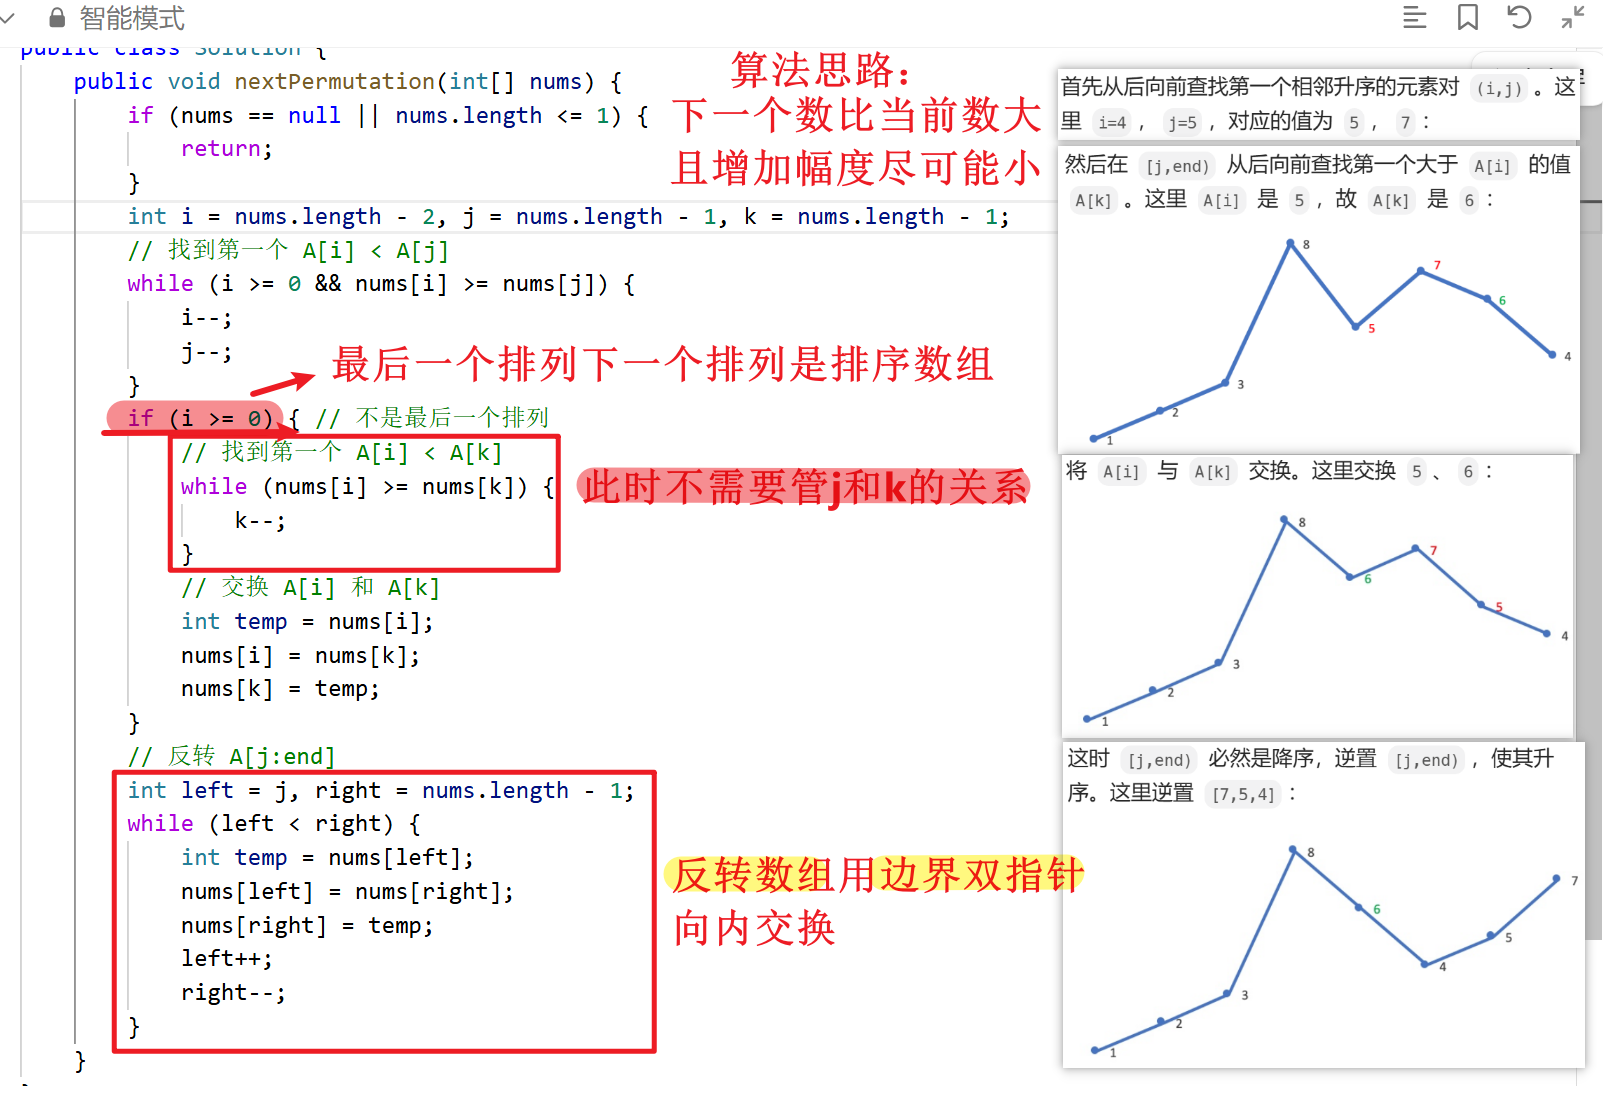 智能模式
public class Solution {
public void nextPermutation(int[] nums) {
if (nums == null || nums.length <= 1) {
return;
}
int i = nums.length - 2, j = nums.length - 1, k = nums.length - 1;
// 找到第一个 A[i] < A[j]
while (i >= 0 && nums[i] >= nums[j]) {
i--;
j--;
}
if (i >= 0) { // 不是最后一个排列
// 找到第一个 A[i] < A[k]
while (nums[i] >= nums[k]) {
k--;
}
// 交换 A[i] 和 A[k]
int temp = nums[i];
nums[i] = nums[k];
nums[k] = temp;
}
// 反转 A[j:end]
int left = j, right = nums.length - 1;
while (left < right) {
int temp = nums[left];
nums[left] = nums[right];
nums[right] = temp;
left++;
right--;
}
}
算法思路：
下一个数比当前数大
且增加幅度尽可能小
最后一个排列下一个排列是排序数组
此时不需要管j和k的关系
反转数组用边界双指针
向内交换
首先从后向前查找第一个相邻升序的元素对 (i,j) 。这
里 i=4 ， j=5 ，对应的值为 5 ， 7 ：
然后在 [j,end) 从后向前查找第一个大于 A[i] 的值
A[k] 。这里 A[i] 是 5 ，故 A[k] 是 6 ：
8
7
6
5
4
3
2
1
将 A[i] 与 A[k] 交换。这里交换 5 、 6 ：
8
7
6
5
4
3
2
1
这时 [j,end) 必然是降序，逆置 [j,end) ，使其升
序。这里逆置 [7,5,4] ：
8
7
6
5
4
3
2
1